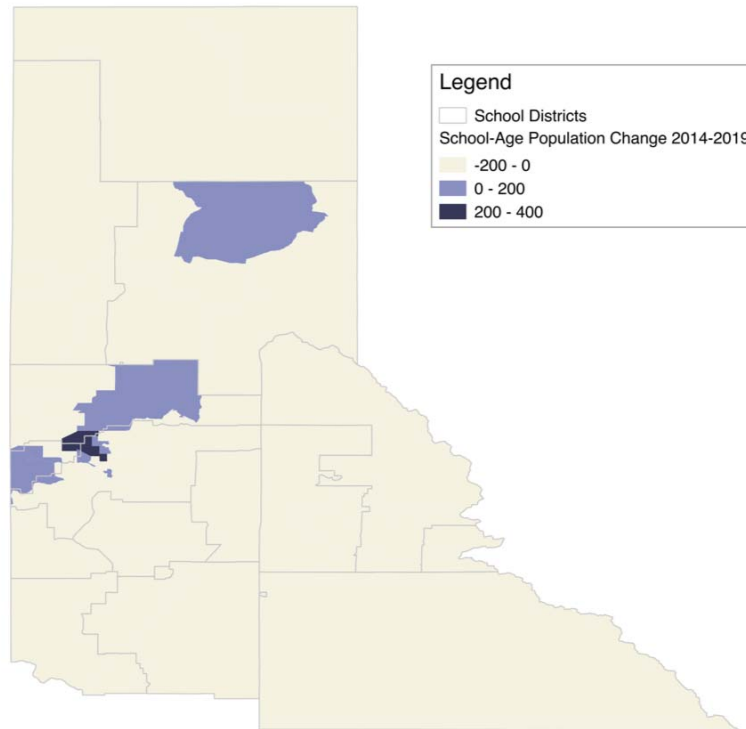 Legend
School Districts
School-Age Population Change 2014-2019
-200 - 0
0 - 200
200 - 400